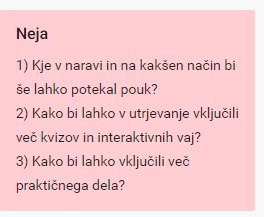 Neja
1) Kje v naravi in na kakšen način bi
še lahko potekal pouk?
2) Kako bi lahko v utrjevanje vključili
več kvizov in interaktivnih vaj?
3) Kako bi lahko vključili več
praktičnega dela?